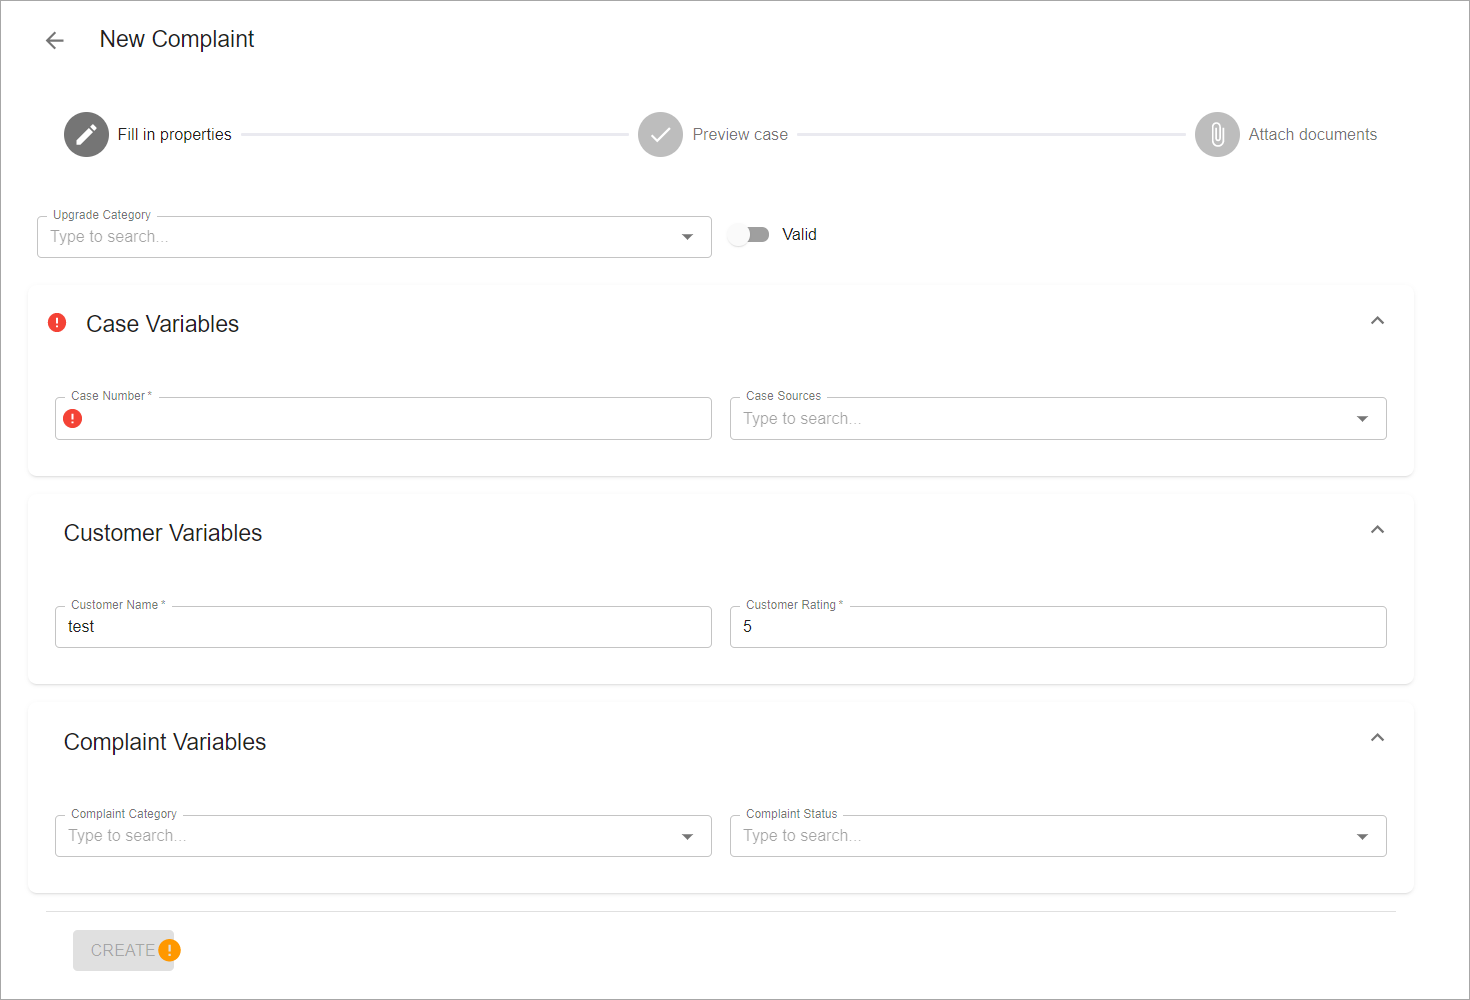 New Complaint
Fill in properties
Preview case
Attach documents
Upgrade Category
Type to search...
Valid
Case Variables
Case Number *
Case Sources
Type to search...
Customer Variables
Customer Name *
test
Customer Rating *
5
Complaint Variables
Complaint Category
Type to search...
Complaint Status
Type to search...
CREATE